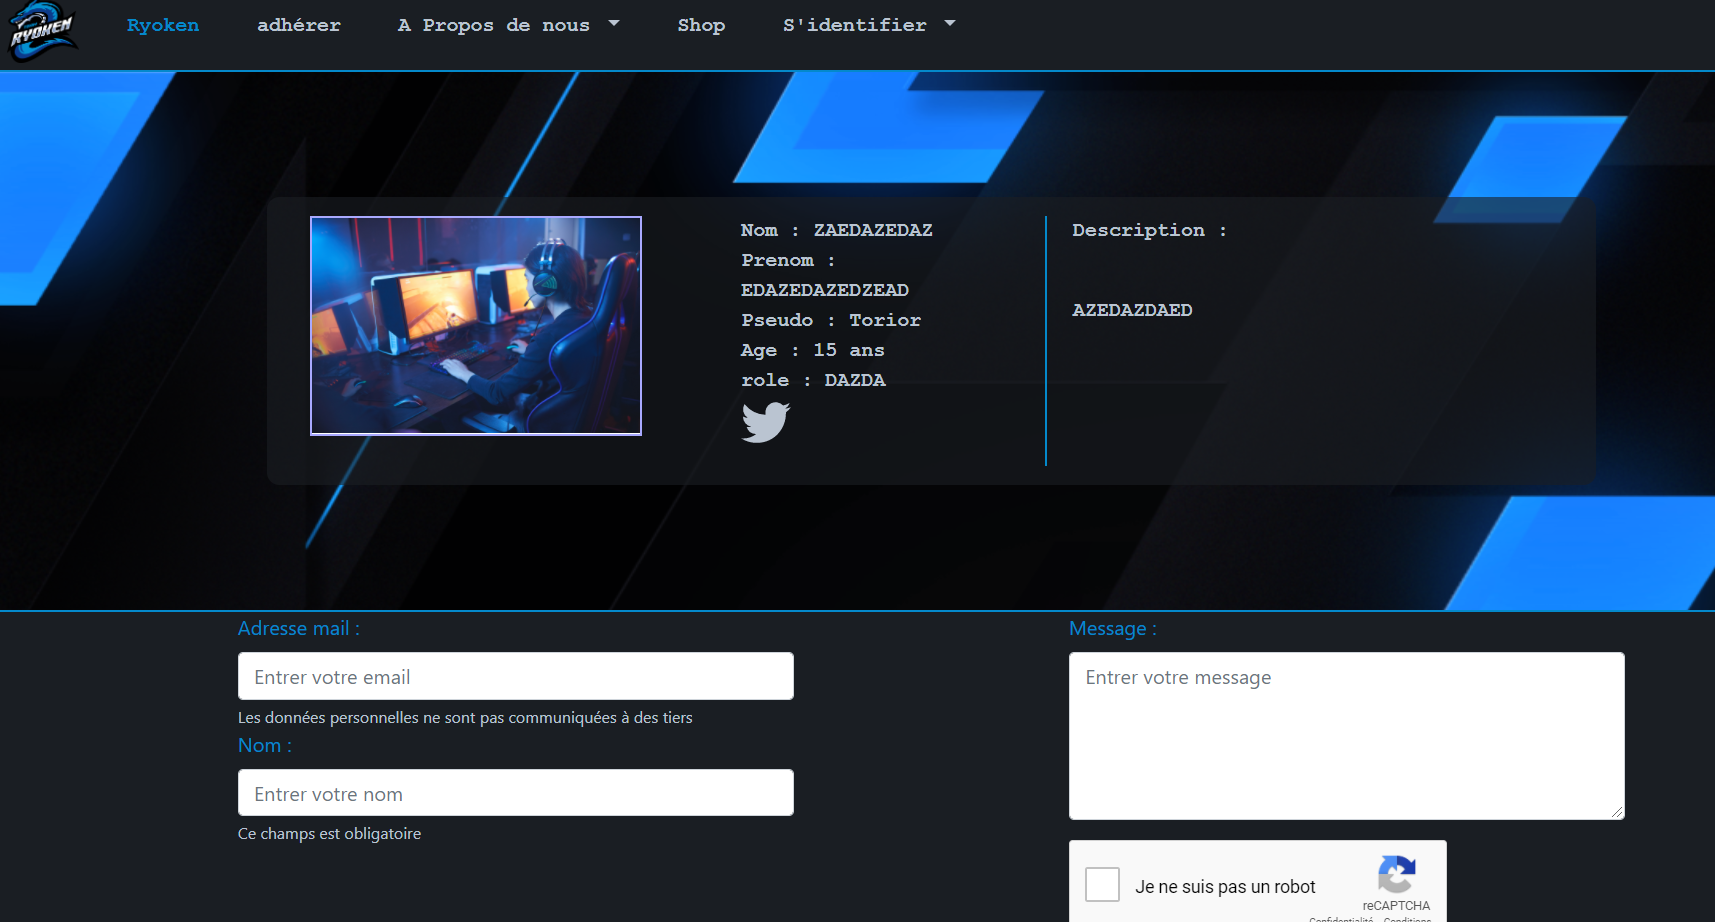 RYOKEN
Ryoken adhérer A Propos de nous Shop S'identifier
Nom : ZAEDAZEDAZ
Prenom :
EDAZEDAZEDZEAD
Pseudo : Torior
Age : 15 ans
role : DAZDA
Description :
AZEDAZDAED
Adresse mail :
Entrer votre email
Les données personnelles ne sont pas communiquées à des tiers
Nom :
Entrer votre nom
Ce champs est obligatoire
Message :
Entrer votre message
Je ne suis pas un robot
reCAPTCHA
Confidentialité - Conditions